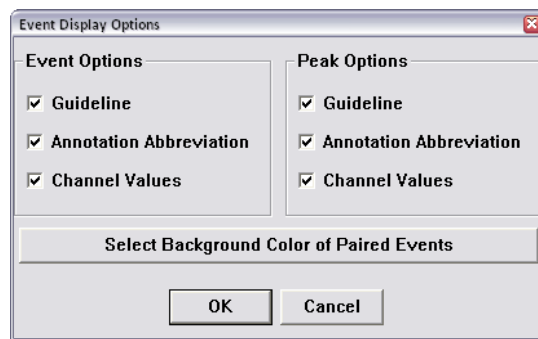 Event Display Options
Event Options
Guideline
Annotation Abbreviation
Channel Values
Peak Options
Guideline
Annotation Abbreviation
Channel Values
Select Background Color of Paired Events
OK
Cancel